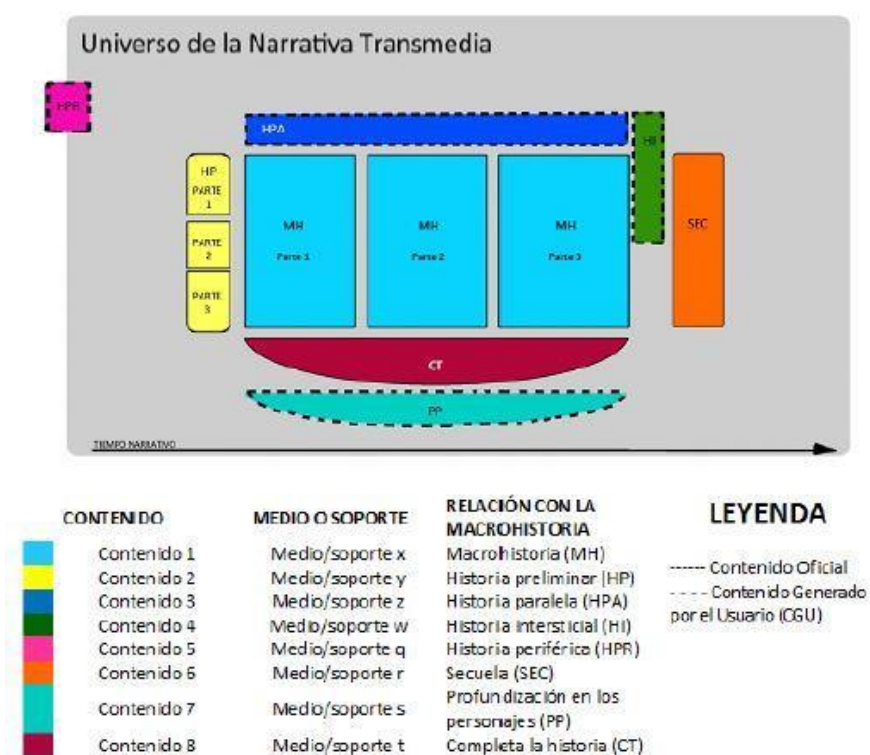 Universo de la Narrativa Transmedia
HPR
HPA
HI
HP
PARTE
1
PARTE
2
PARTE
3
MH
Parte 1
MH
Parte 2
MH
Parte 3
SEC
CT
PP
TIEMPO NARRATIVO
CONTENIDO MEDIO O SOPORTE RELACIÓN CON LA MACROHISTORIA
Contenido 1 Medio/soporte x Macrohistoria (MH)
Contenido 2 Medio/soporte y Historia preliminar (HP)
Contenido 3 Medio/soporte z Historia paralela (HPA)
Contenido 4 Medio/soporte w Historia intersticial (HI)
Contenido 5 Medio/soporte q Historia periférica (HPR)
Contenido 6 Medio/soporte r Secuela (SEC)
Contenido 7 Medio/soporte s Profundización en los personajes (PP)
Contenido 8 Medio/soporte t Completa la historia (CT)
LEYENDA
------ Contenido Oficial
- - - - Contenido Generado
por el Usuario (CGU)